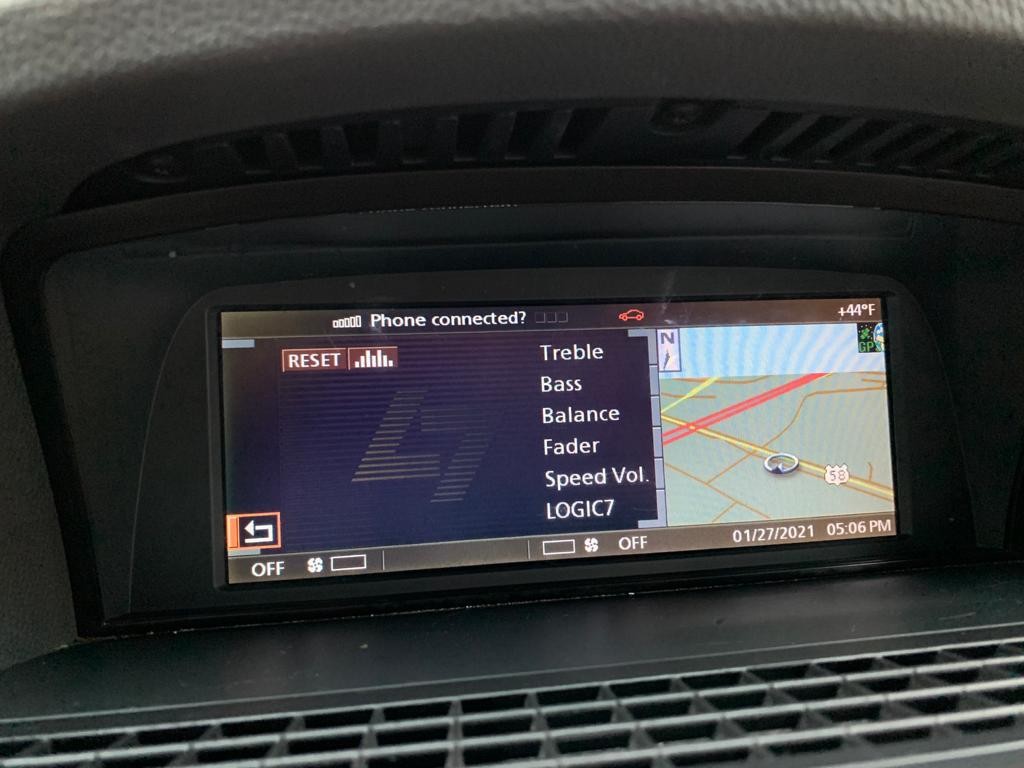 Phone connected?
+44°F
RESET
Treble
Bass
Balance
Fader
Speed Vol.
LOGIC7
N
GPS
58
OFF
OFF
01/27/2021 05:06 PM